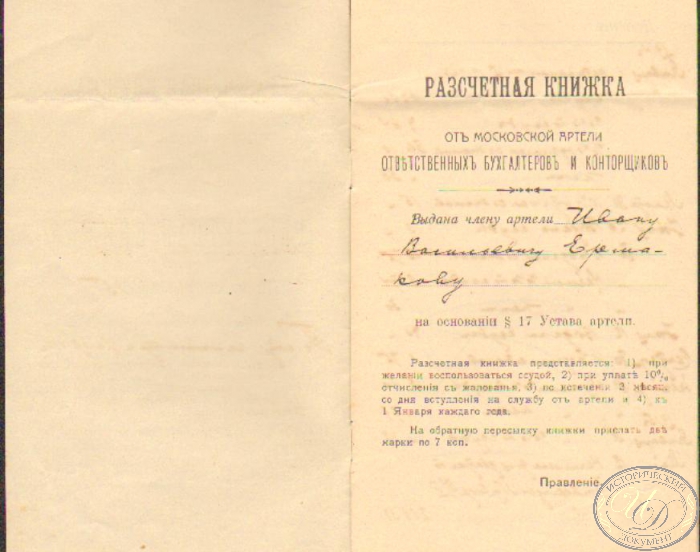 РАЗСЧЕТНАЯ КНИЖКА
ОТЪ МОСКОВСКОЙ АРТЕЛИ
ОТВѢТСТВЕННЫХЪ БУХГАЛТЕРОВЪ И КОНТОРЩИКОВЪ
Выдана члену артели Ивану
Васильевичу Ерма-
кову
на основаніи § 17 Устава артели.
Разсчетная книжка представляется: 1) при
желаніи воспользоваться ссудой, 2) при уплатѣ 10%
отчисленія съ жалованья, 3) по истеченіи 2 мѣсяц.
со дня вступленія на службу отъ артели и 4) къ
1 Января каждаго года.
На обратную пересылку книжки прислать двѣ
марки по 7 коп.
Правленіе.
ИСТОРИЧЕСКИЙ
ИД
ДОКУМЕНТ